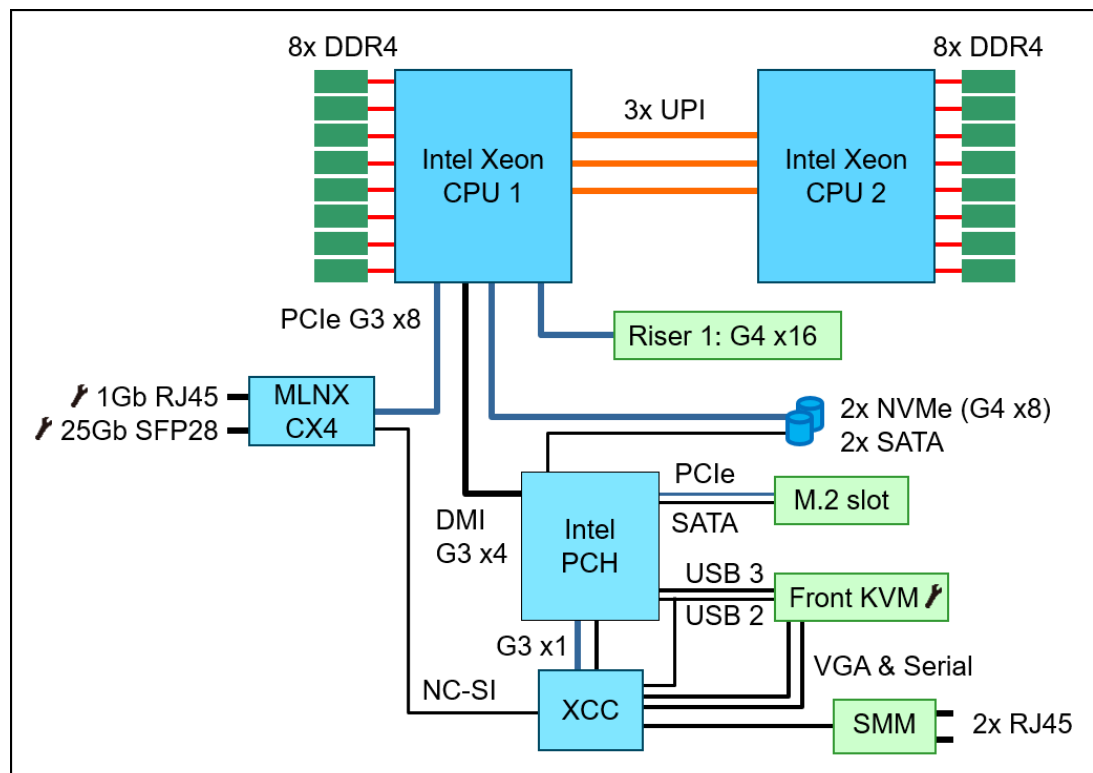 8x DDR4
8x DDR4
3x UPI
Intel Xeon
CPU 1
Intel Xeon
CPU 2
PCIe G3 x8
Riser 1: G4 x16
1Gb RJ45
25Gb SFP28
MLNX
CX4
2x NVMe (G4 x8)
2x SATA
PCIe
M.2 slot
SATA
DMI
G3 x4
Intel
PCH
USB 3
USB 2
Front KVM
G3 x1
VGA & Serial
NC-SI
XCC
SMM
2x RJ45